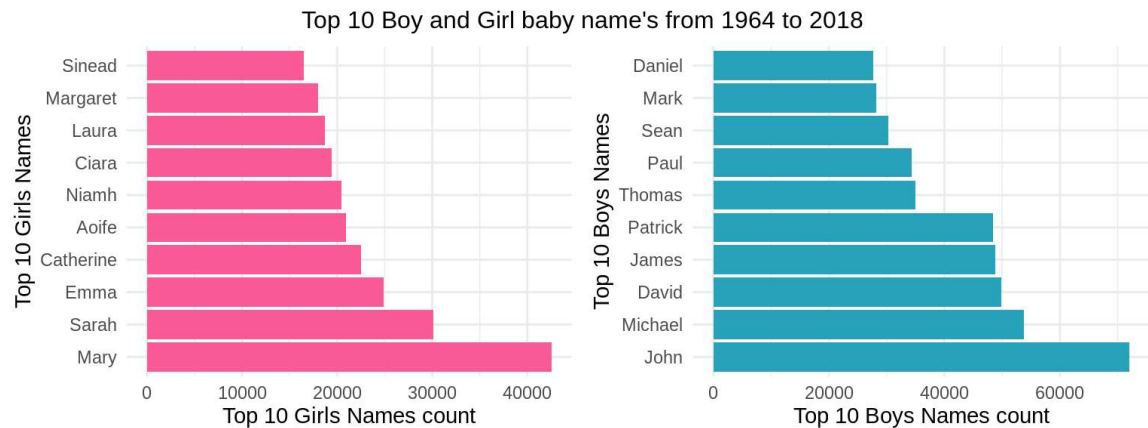 Top 10 Boy and Girl baby name's from 1964 to 2018
Top 10 Girls Names
Sinead
Margaret
Laura
Ciara
Niamh
Aoife
Catherine
Emma
Sarah
Mary
0 10000 20000 30000 40000
Top 10 Girls Names count
Top 10 Boys Names
Daniel
Mark
Sean
Paul
Thomas
Patrick
James
David
Michael
John
0 20000 40000 60000
Top 10 Boys Names count